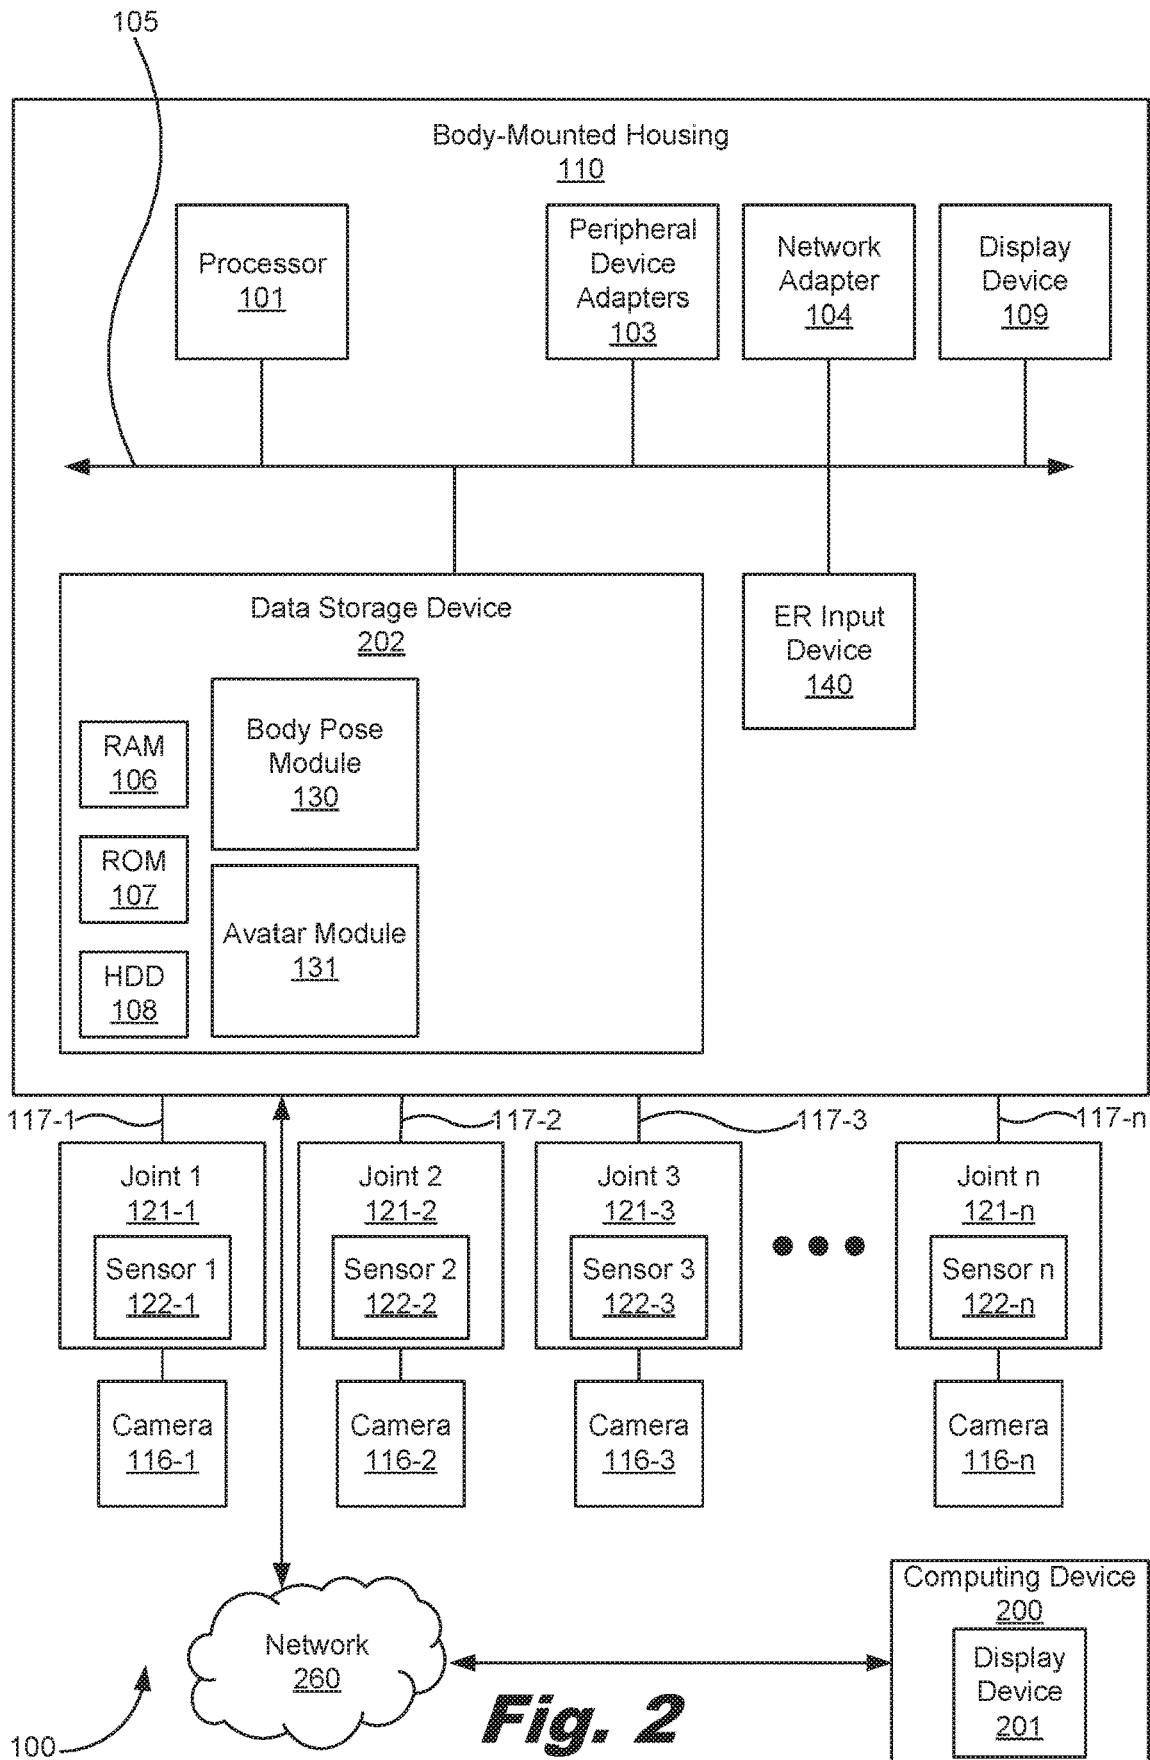 105
Body-Mounted Housing
110
Processor
101
Peripheral
Device
Adapters
103
Network
Adapter
104
Display
Device
109
Data Storage Device
202
RAM
106
ROM
107
HDD
108
Body Pose
Module
130
Avatar Module
131
ER Input
Device
140
117-1
117-2
117-3
117-n
Joint 1
121-1
Sensor 1
122-1
Joint 2
121-2
Sensor 2
122-2
Joint 3
121-3
Sensor 3
122-3
Joint n
121-n
Sensor n
122-n
Camera
116-1
Camera
116-2
Camera
116-3
Camera
116-n
Network
260
Computing Device
200
Display
Device
201
100
Fig. 2